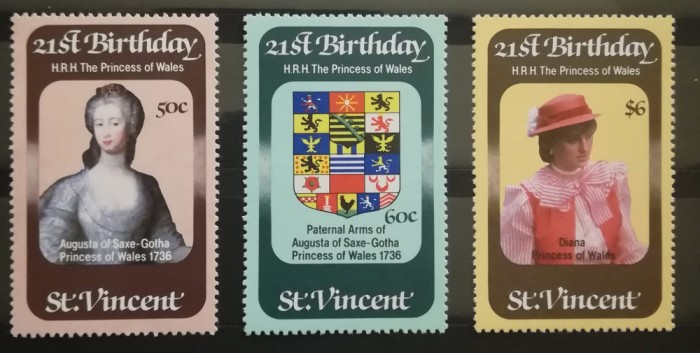 21st Birthday
H.R.H. The Princess of Wales
50c
Augusta of Saxe-Gotha
Princess of Wales 1736
St. Vincent
21st Birthday
H.R.H. The Princess of Wales
60c
Paternal Arms of
Augusta of Saxe-Gotha
Princess of Wales 1736
St. Vincent
21st Birthday
H.R.H. The Princess of Wales
$6
Diana
Princess of Wales
St. Vincent